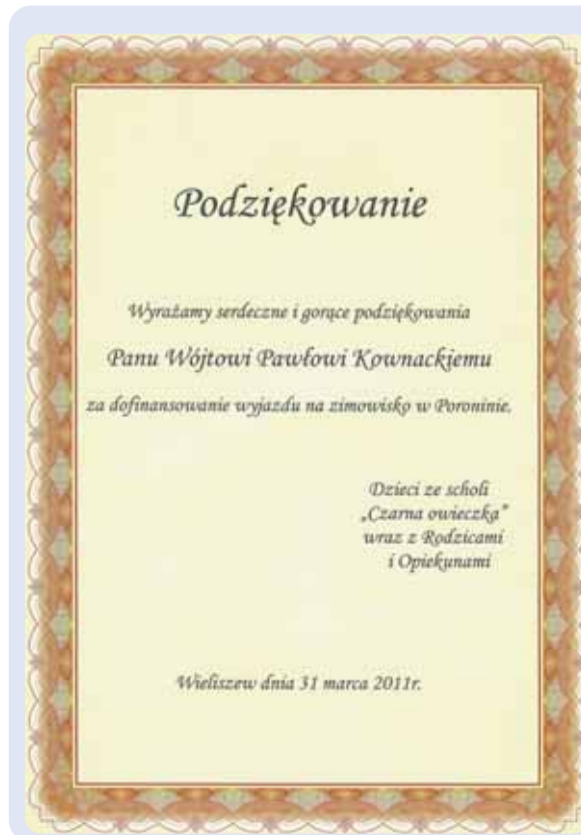 Podziękowanie
Wyrażamy serdeczne i gorące podziękowania
Panu Wójtowi Pawłowi Kownackiemu
za dofinansowanie wyjazdu na zimowisko w Poroninie.
Dzieci ze scholi
„Czarna owieczka”
wraz z Rodzicami
i Opiekunami
Wieliszew dnia 31 marca 2011r.